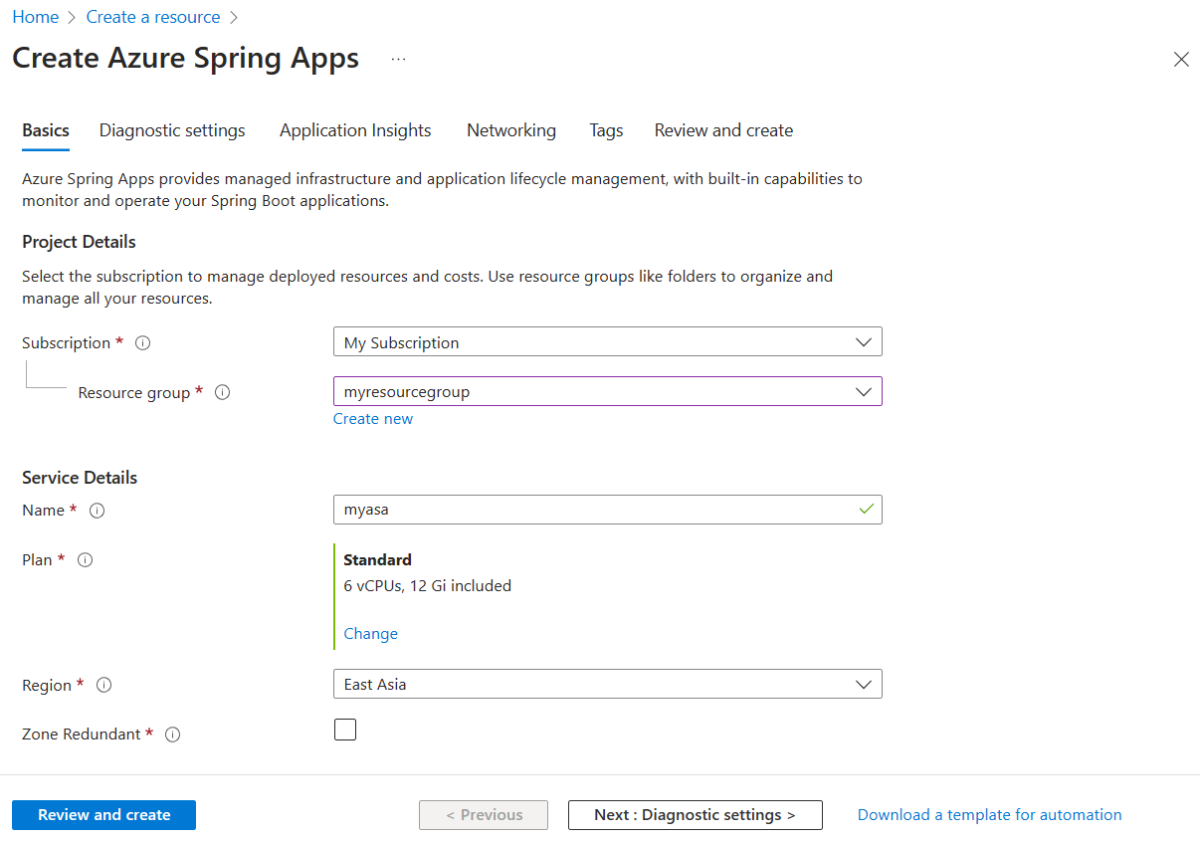 Home > Create a resource >
Create Azure Spring Apps ...
Basics Diagnostic settings Application Insights Networking Tags Review and create
Azure Spring Apps provides managed infrastructure and application lifecycle management, with built-in capabilities to
monitor and operate your Spring Boot applications.
Project Details
Select the subscription to manage deployed resources and costs. Use resource groups like folders to organize and
manage all your resources.
Subscription * My Subscription
Resource group * myresourcegroup
Create new
Service Details
Name * myasa
Plan * Standard
6 vCPUs, 12 Gi included
Change
Region * East Asia
Zone Redundant *
Review and create < Previous Next : Diagnostic settings > Download a template for automation